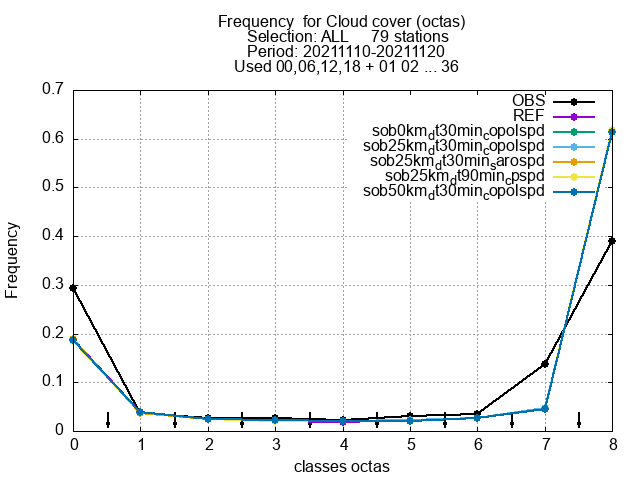 Frequency  for Cloud cover (octas)
Selection: ALL     79 stations
Period: 20211110-20211120
Used 00,06,12,18 + 01 02 ... 36
OBS
REF
sob0km_dt30min_copolspd
sob25km_dt30min_copolspd
sob25km_dt30min_sarospd
sob25km_dt90min_cpspd
sob50km_dt30min_copolspd
0.7
0.6
0.5
0.4
0.3
0.2
0.1
0
Frequency
0 1 2 3 4 5 6 7 8
classes octas